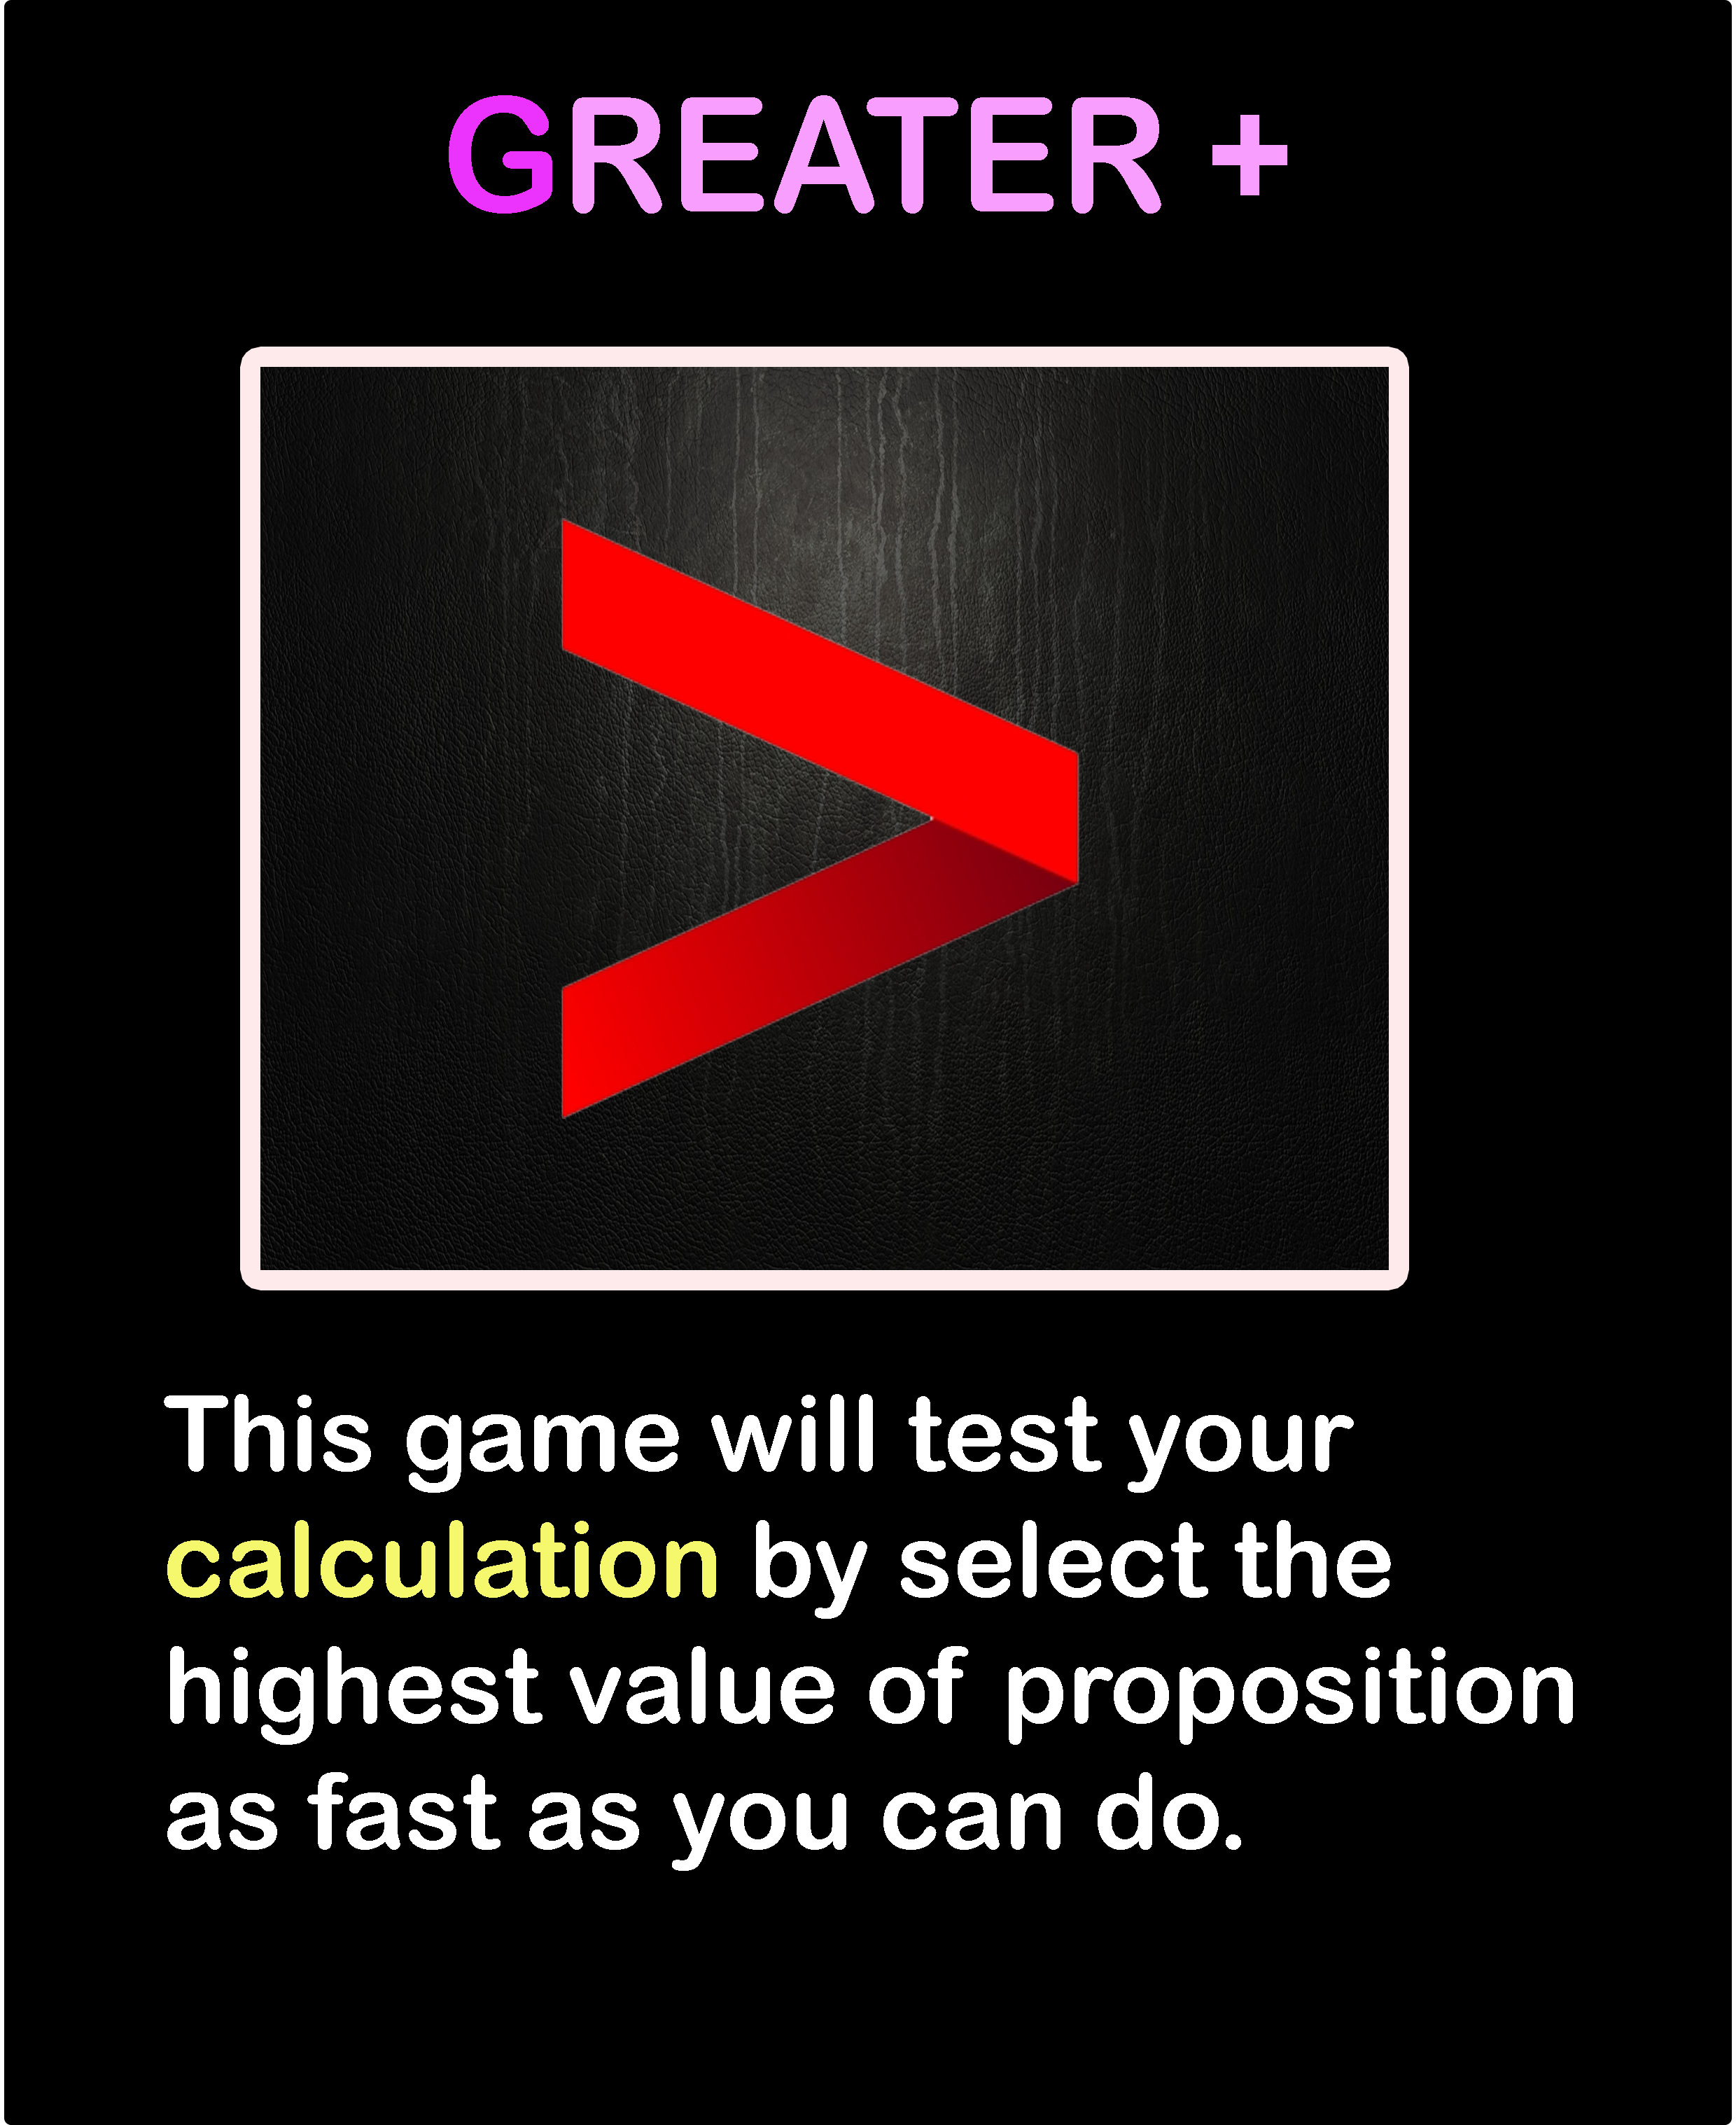 GREATER +
>
This game will test your
calculation by select the
highest value of proposition
as fast as you can do.